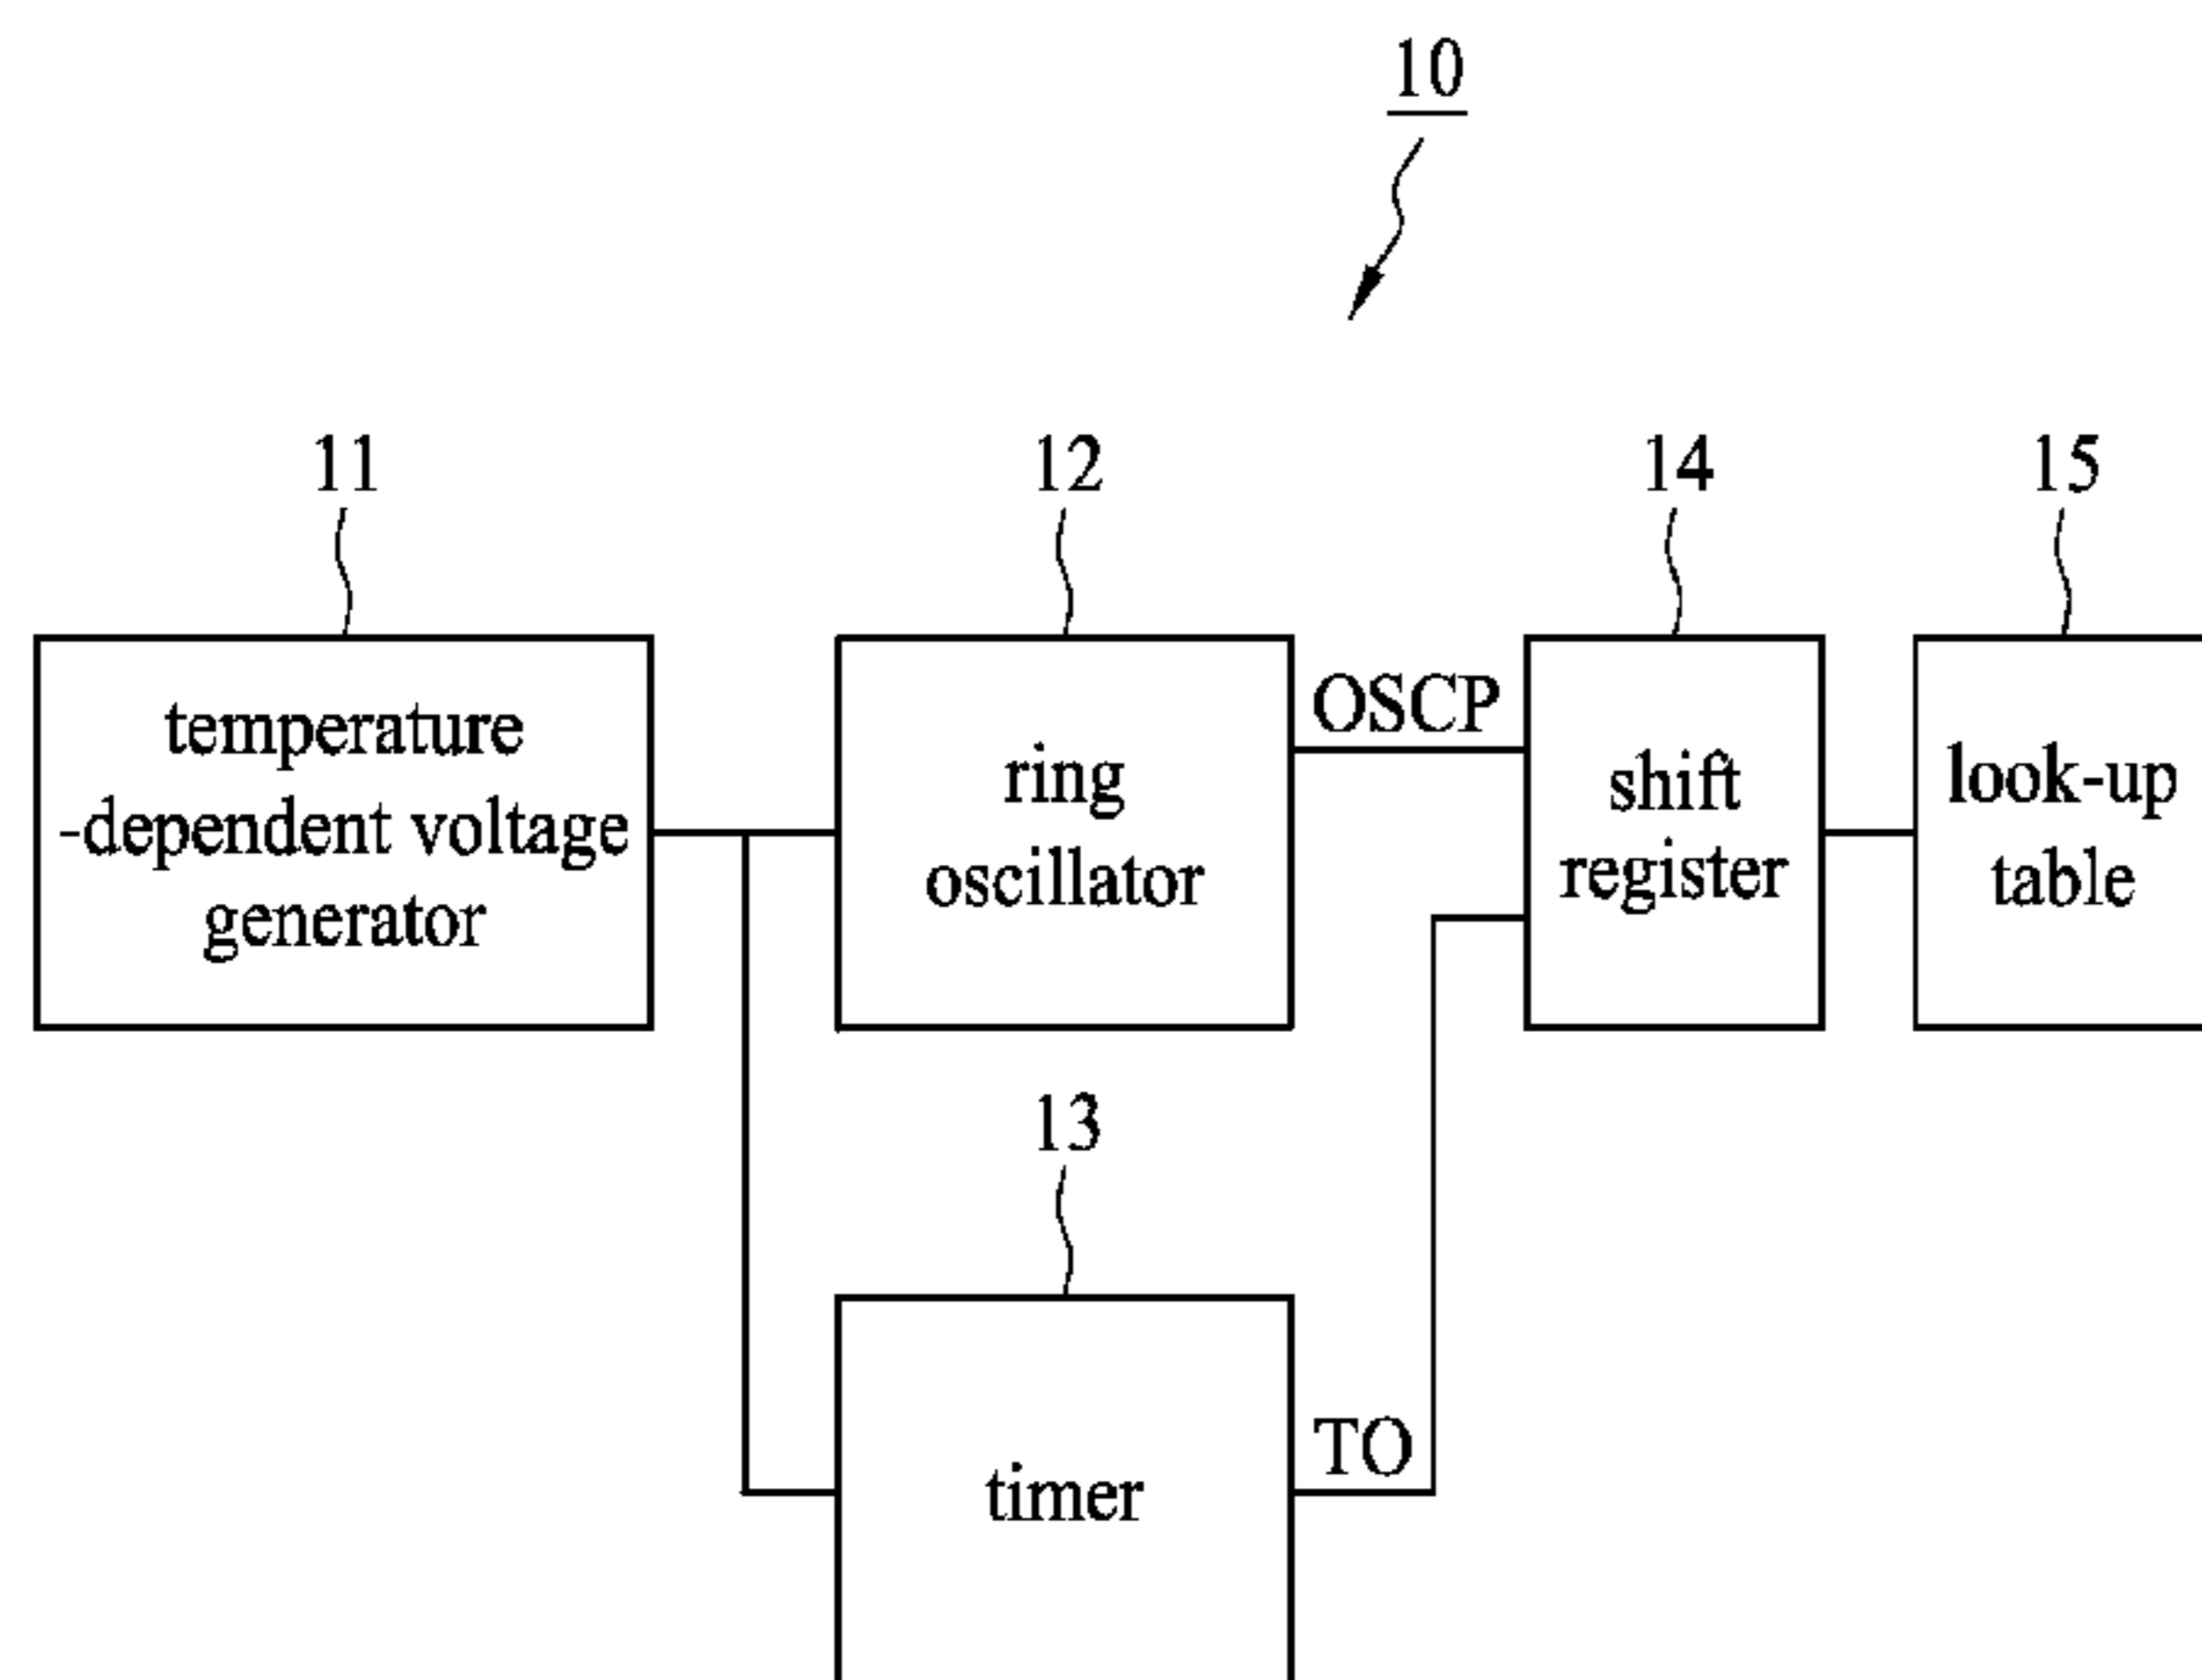 10
11
12
14
15
temperature
-dependent voltage
generator
ring
oscillator
OSCP
shift
register
look-up
table
13
timer
TO